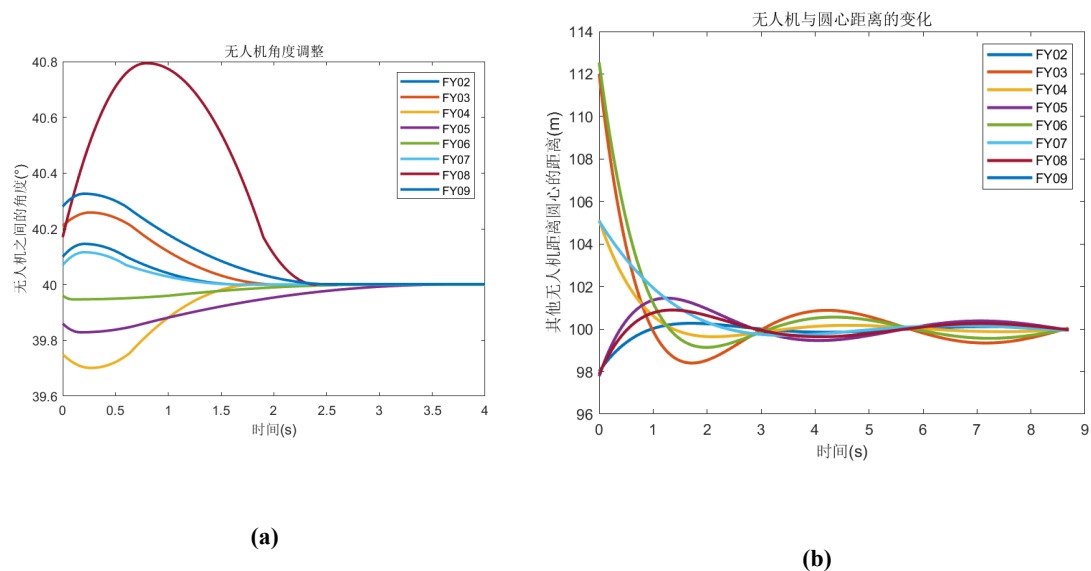 无人机角度调整
40.8
40.6
40.4
40.2
40
39.8
39.6
无人机之间的角度(°)
0
0.5
1
1.5
2
2.5
3
3.5
4
时间(s)
FY02
FY03
FY04
FY05
FY06
FY07
FY08
FY09
(a)
无人机与圆心距离的变化
114
112
110
108
106
104
102
100
98
96
其他无人机距离圆心的距离(m)
0
1
2
3
4
5
6
7
8
9
时间(s)
FY02
FY03
FY04
FY05
FY06
FY07
FY08
FY09
(b)